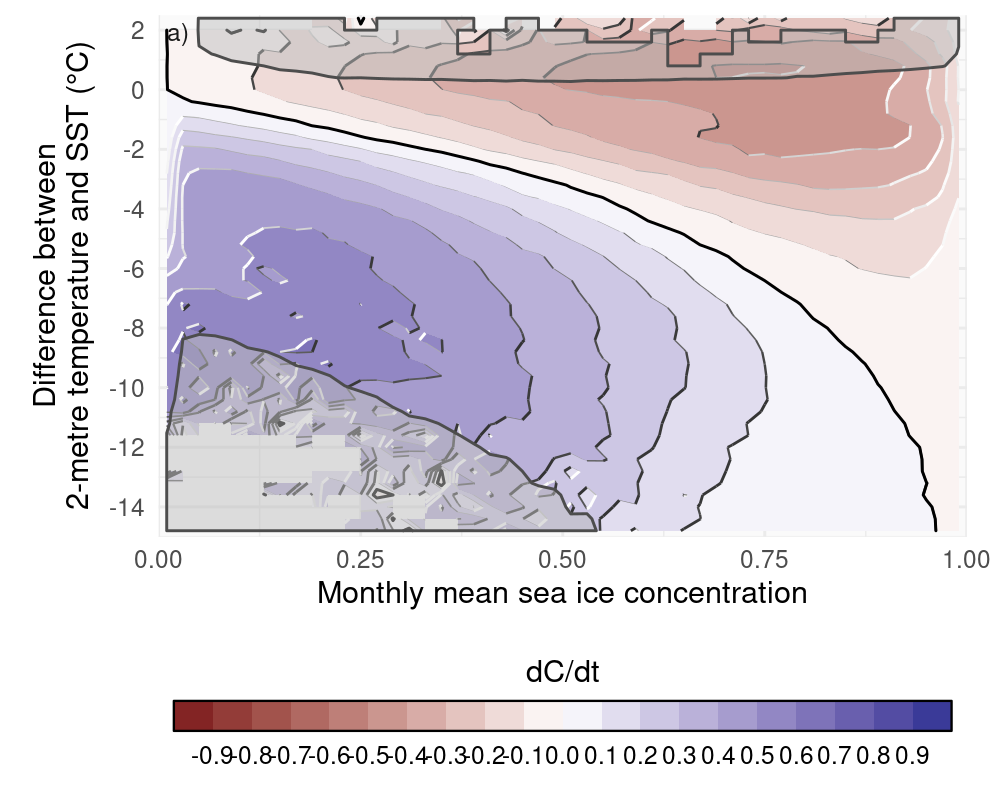 a)
Difference between
2-metre temperature and SST (°C)
2
0
-2
-4
-6
-8
-10
-12
-14
0.00 0.25 0.50 0.75 1.00
Monthly mean sea ice concentration
dC/dt
-0.9 -0.8 -0.7 -0.6 -0.5 -0.4 -0.3 -0.2 -0.1 0.0 0.1 0.2 0.3 0.4 0.5 0.6 0.7 0.8 0.9